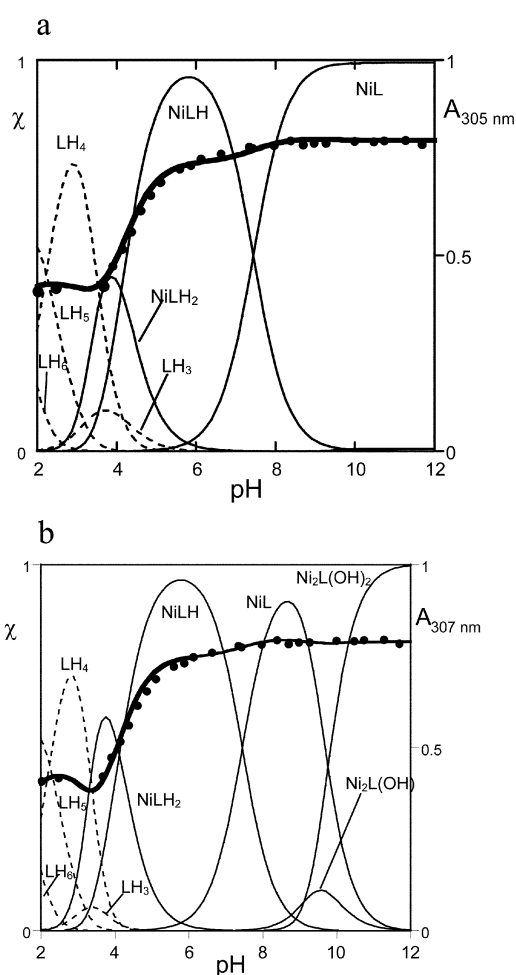 a
1
1
χ
LH4
NiLH
NiL
A305 nm
0.5
LH5
NiLH2
LH6
LH3
0
0
2
4
6
8
10
12
pH
b
1
1
Ni2L(OH)2
χ
NiLH
NiL
A307 nm
LH4
0.5
LH5
NiLH2
Ni2L(OH)
LH6
LH3
0
0
2
4
6
8
10
12
pH